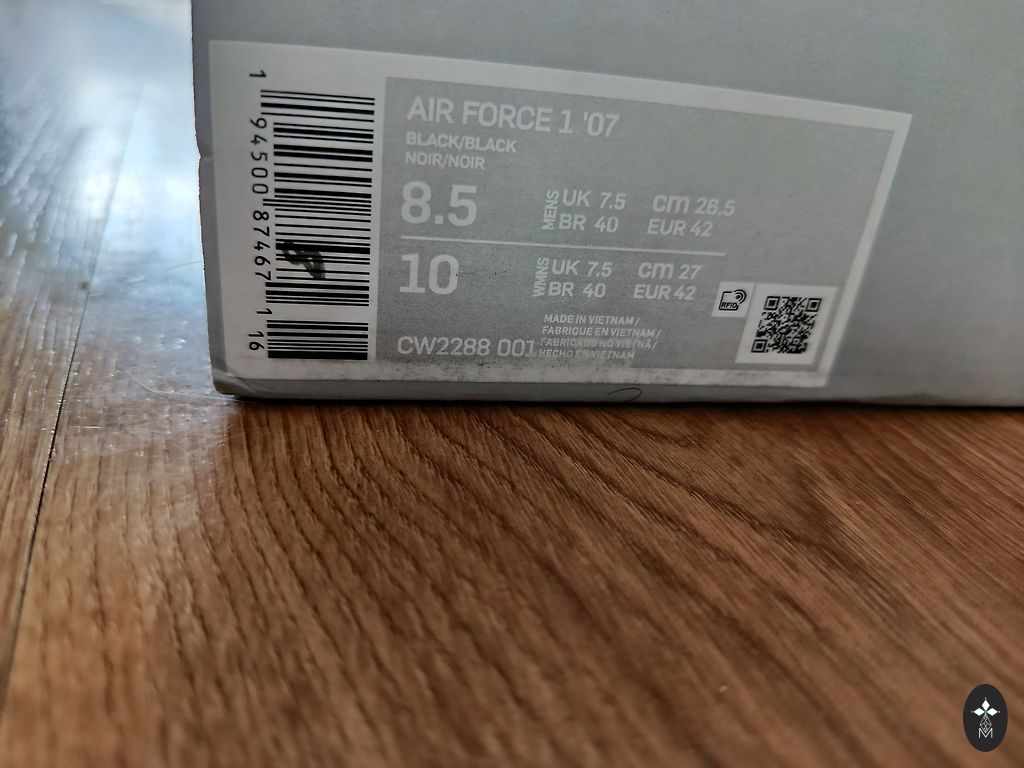 AIR FORCE 1 '07
BLACK/BLACK
NOIR/NOIR
8.5
MENS
UK 7.5
cm 26.5
BR 40
EUR 42
10
WMNS
UK 7.5
cm 27
BR 40
EUR 42
RFID
MADE IN VIETNAM/
FABRIQUE EN VIETNAM/
FABRICADO NO VIETNÃ/
HECHO EN VIETNAM
CW2288 001
1 94500 87467 1 16
M